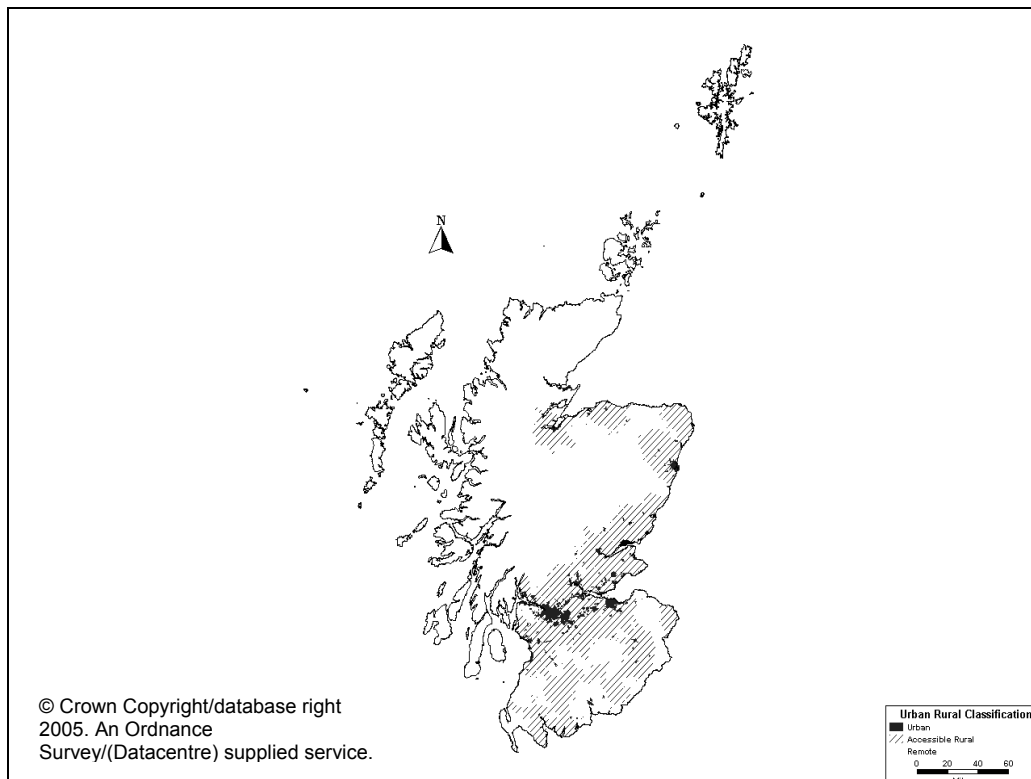 N
© Crown Copyright/database right
2005. An Ordnance
Survey/(Datacentre) supplied service.
Urban Rural Classification
Urban
Accessible Rural
Remote
0 20 40 60